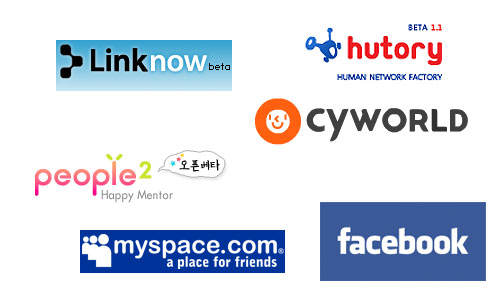 Linknow beta
BETA 1.1
hutory
HUMAN NETWORK FACTORY
CYWORLD
people2
오픈베타
Happy Mentor
myspace.com®
a place for friends
facebook